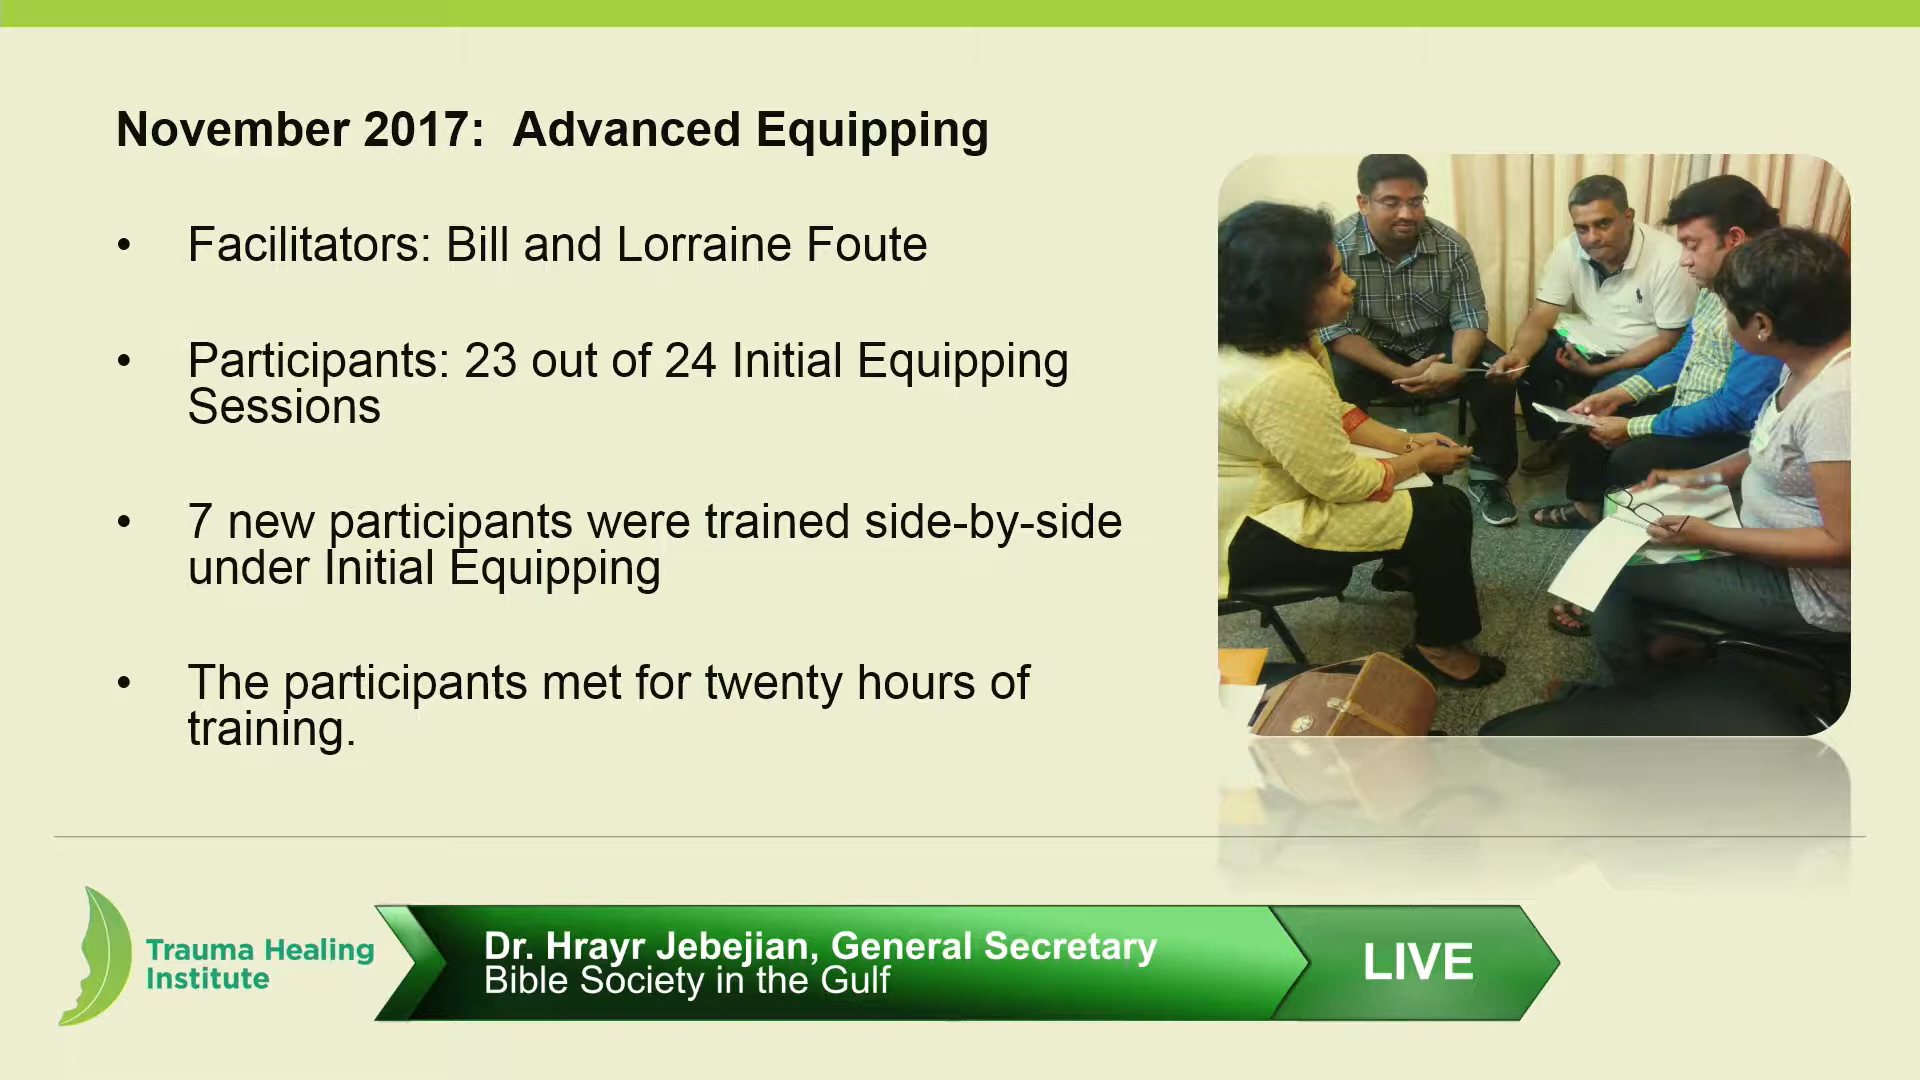 November 2017:  Advanced Equipping
• Facilitators: Bill and Lorraine Foute
• Participants: 23 out of 24 Initial Equipping
Sessions
• 7 new participants were trained side-by-side
under Initial Equipping
• The participants met for twenty hours of
training.
Trauma Healing
Institute
Dr. Hrayr Jebejian, General Secretary
Bible Society in the Gulf
LIVE